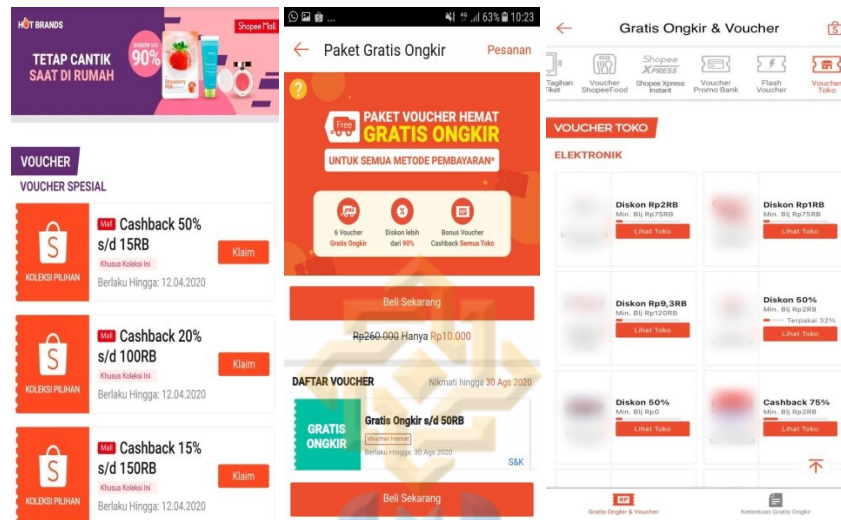 HOT BRANDS
Shopee Mall
TETAP CANTIK
SAAT DI RUMAH
DISKON S/D
90%
VOUCHER
VOUCHER SPESIAL
KOLEKSI PILIHAN
Mall Cashback 50%
s/d 15RB
Khusus Koleksi Ini
Berlaku Hingga: 12.04.2020
Klaim
KOLEKSI PILIHAN
Mall Cashback 20%
s/d 100RB
Khusus Koleksi Ini
Berlaku Hingga: 12.04.2020
Klaim
KOLEKSI PILIHAN
Mall Cashback 15%
s/d 150RB
Khusus Koleksi Ini
Berlaku Hingga: 12.04.2020
Klaim
... 63% 10:23
Paket Gratis Ongkir
Pesanan
?
Free
PAKET VOUCHER HEMAT
GRATIS ONGKIR
UNTUK SEMUA METODE PEMBAYARAN*
6 Voucher
Gratis Ongkir
Diskon lebih
dari 90%
Bonus Voucher
Cashback Semua Toko
Beli Sekarang
Rp260.000 Hanya Rp10.000
DAFTAR VOUCHER
Nikmati hingga 30 Ags 2020
GRATIS
ONGKIR
Gratis Ongkir s/d 50RB
Voucher Hemat
Berlaku Hingga: 30 Ags 2020
S&K
Beli Sekarang
Gratis Ongkir & Voucher
Tagihan
Tiket
Voucher
ShopeeFood
Shopee
XPRESS
Shopee Xpress
Instant
Voucher
Promo Bank
Flash
Voucher
Voucher
Toko
VOUCHER TOKO
ELEKTRONIK
Diskon Rp2RB
Min. Blj Rp75RB
Lihat Toko
Diskon Rp1RB
Min. Blj Rp75RB
Lihat Toko
Diskon Rp9,3RB
Min. Blj Rp120RB
Lihat Toko
Diskon 50%
Min. Blj Rp2RB
Terpakai 32%
Lihat Toko
Diskon 50%
Min. Blj Rp0
Lihat Toko
Cashback 75%
Min. Blj Rp2RB
Lihat Toko
RP
Gratis Ongkir & Voucher
Ketentuan Gratis Ongkir